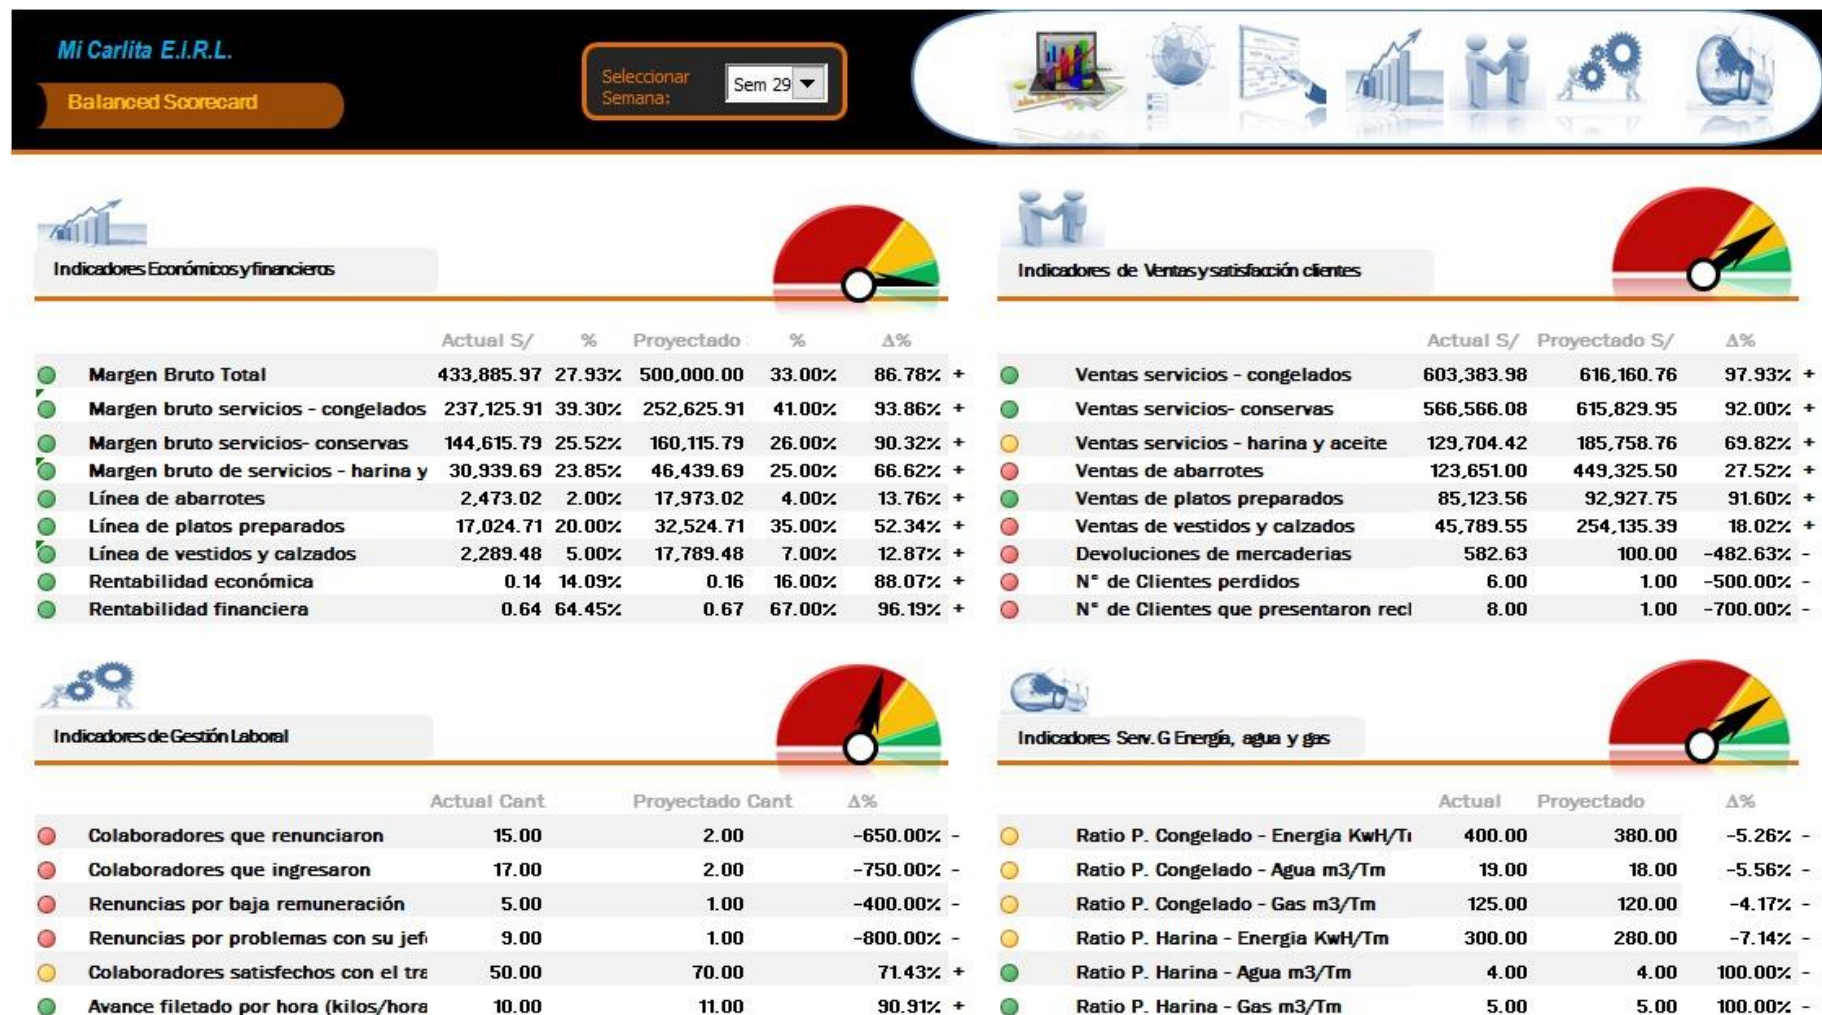 Mi Carlita E.I.R.L.
Balanced Scorecard
Seleccionar
Semana:
Sem 29
Indicadores Económicos y financieros
Actual S/ % Proyectado % Δ%
Margen Bruto Total 433,885.97 27.93% 500,000.00 33.00% 86.78% +
Margen bruto servicios - congelados 237,125.91 39.30% 252,625.91 41.00% 93.86% +
Margen bruto servicios- conservas 144,615.79 25.52% 160,115.79 26.00% 90.32% +
Margen bruto de servicios - harina y 30,939.69 23.85% 46,439.69 25.00% 66.62% +
Línea de abarrotes 2,473.02 2.00% 17,973.02 4.00% 13.76% +
Línea de platos preparados 17,024.71 20.00% 32,524.71 35.00% 52.34% +
Línea de vestidos y calzados 2,289.48 5.00% 17,789.48 7.00% 12.87% +
Rentabilidad económica 0.14 14.09% 0.16 16.00% 88.07% +
Rentabilidad financiera 0.64 64.45% 0.67 67.00% 96.19% +
Indicadores de Ventas y satisfacción clientes
Actual S/ Proyectado S/ Δ%
Ventas servicios - congelados 603,383.98 616,160.76 97.93% +
Ventas servicios- conservas 566,566.08 615,829.95 92.00% +
Ventas servicios - harina y aceite 129,704.42 185,758.76 69.82% +
Ventas de abarrotes 123,651.00 449,325.50 27.52% +
Ventas de platos preparados 85,123.56 92,927.75 91.60% +
Ventas de vestidos y calzados 45,789.55 254,135.39 18.02% +
Devoluciones de mercaderias 582.63 100.00 -482.63% -
N° de Clientes perdidos 6.00 1.00 -500.00% -
N° de Clientes que presentaron recl 8.00 1.00 -700.00% -
Indicadores de Gestión Laboral
Actual Cant Proyectado Cant Δ%
Colaboradores que renunciaron 15.00 2.00 -650.00% -
Colaboradores que ingresaron 17.00 2.00 -750.00% -
Renuncias por baja remuneración 5.00 1.00 -400.00% -
Renuncias por problemas con su jef 9.00 1.00 -800.00% -
Colaboradores satisfechos con el tra 50.00 70.00 71.43% +
Avance filetado por hora (kilos/hora 10.00 11.00 90.91% +
Indicadores Serv. G Energía, agua y gas
Actual Proyectado Δ%
Ratio P. Congelado - Energia KwH/T 400.00 380.00 -5.26% -
Ratio P. Congelado - Agua m3/Tm 19.00 18.00 -5.56% -
Ratio P. Congelado - Gas m3/Tm 125.00 120.00 -4.17% -
Ratio P. Harina - Energia KwH/Tm 300.00 280.00 -7.14% -
Ratio P. Harina - Agua m3/Tm 4.00 4.00 100.00% -
Ratio P. Harina - Gas m3/Tm 5.00 5.00 100.00% -